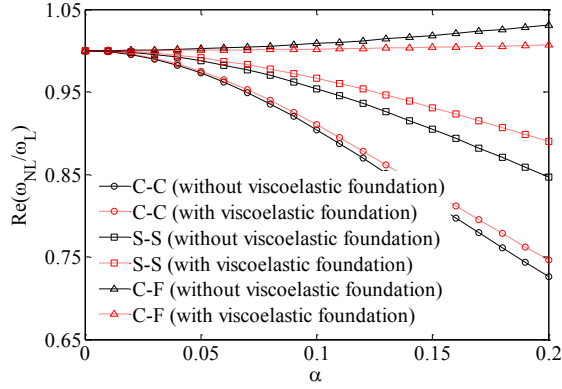 1.05
0.95
0.85
0.75
0.65
Re(ω_NL/ω_L)
C-C (without viscoelastic foundation)
C-C (with viscoelastic foundation)
S-S (without viscoelastic foundation)
S-S (with viscoelastic foundation)
C-F (without viscoelastic foundation)
C-F (with viscoelastic foundation)
0 0.05 0.1 0.15 0.2
α